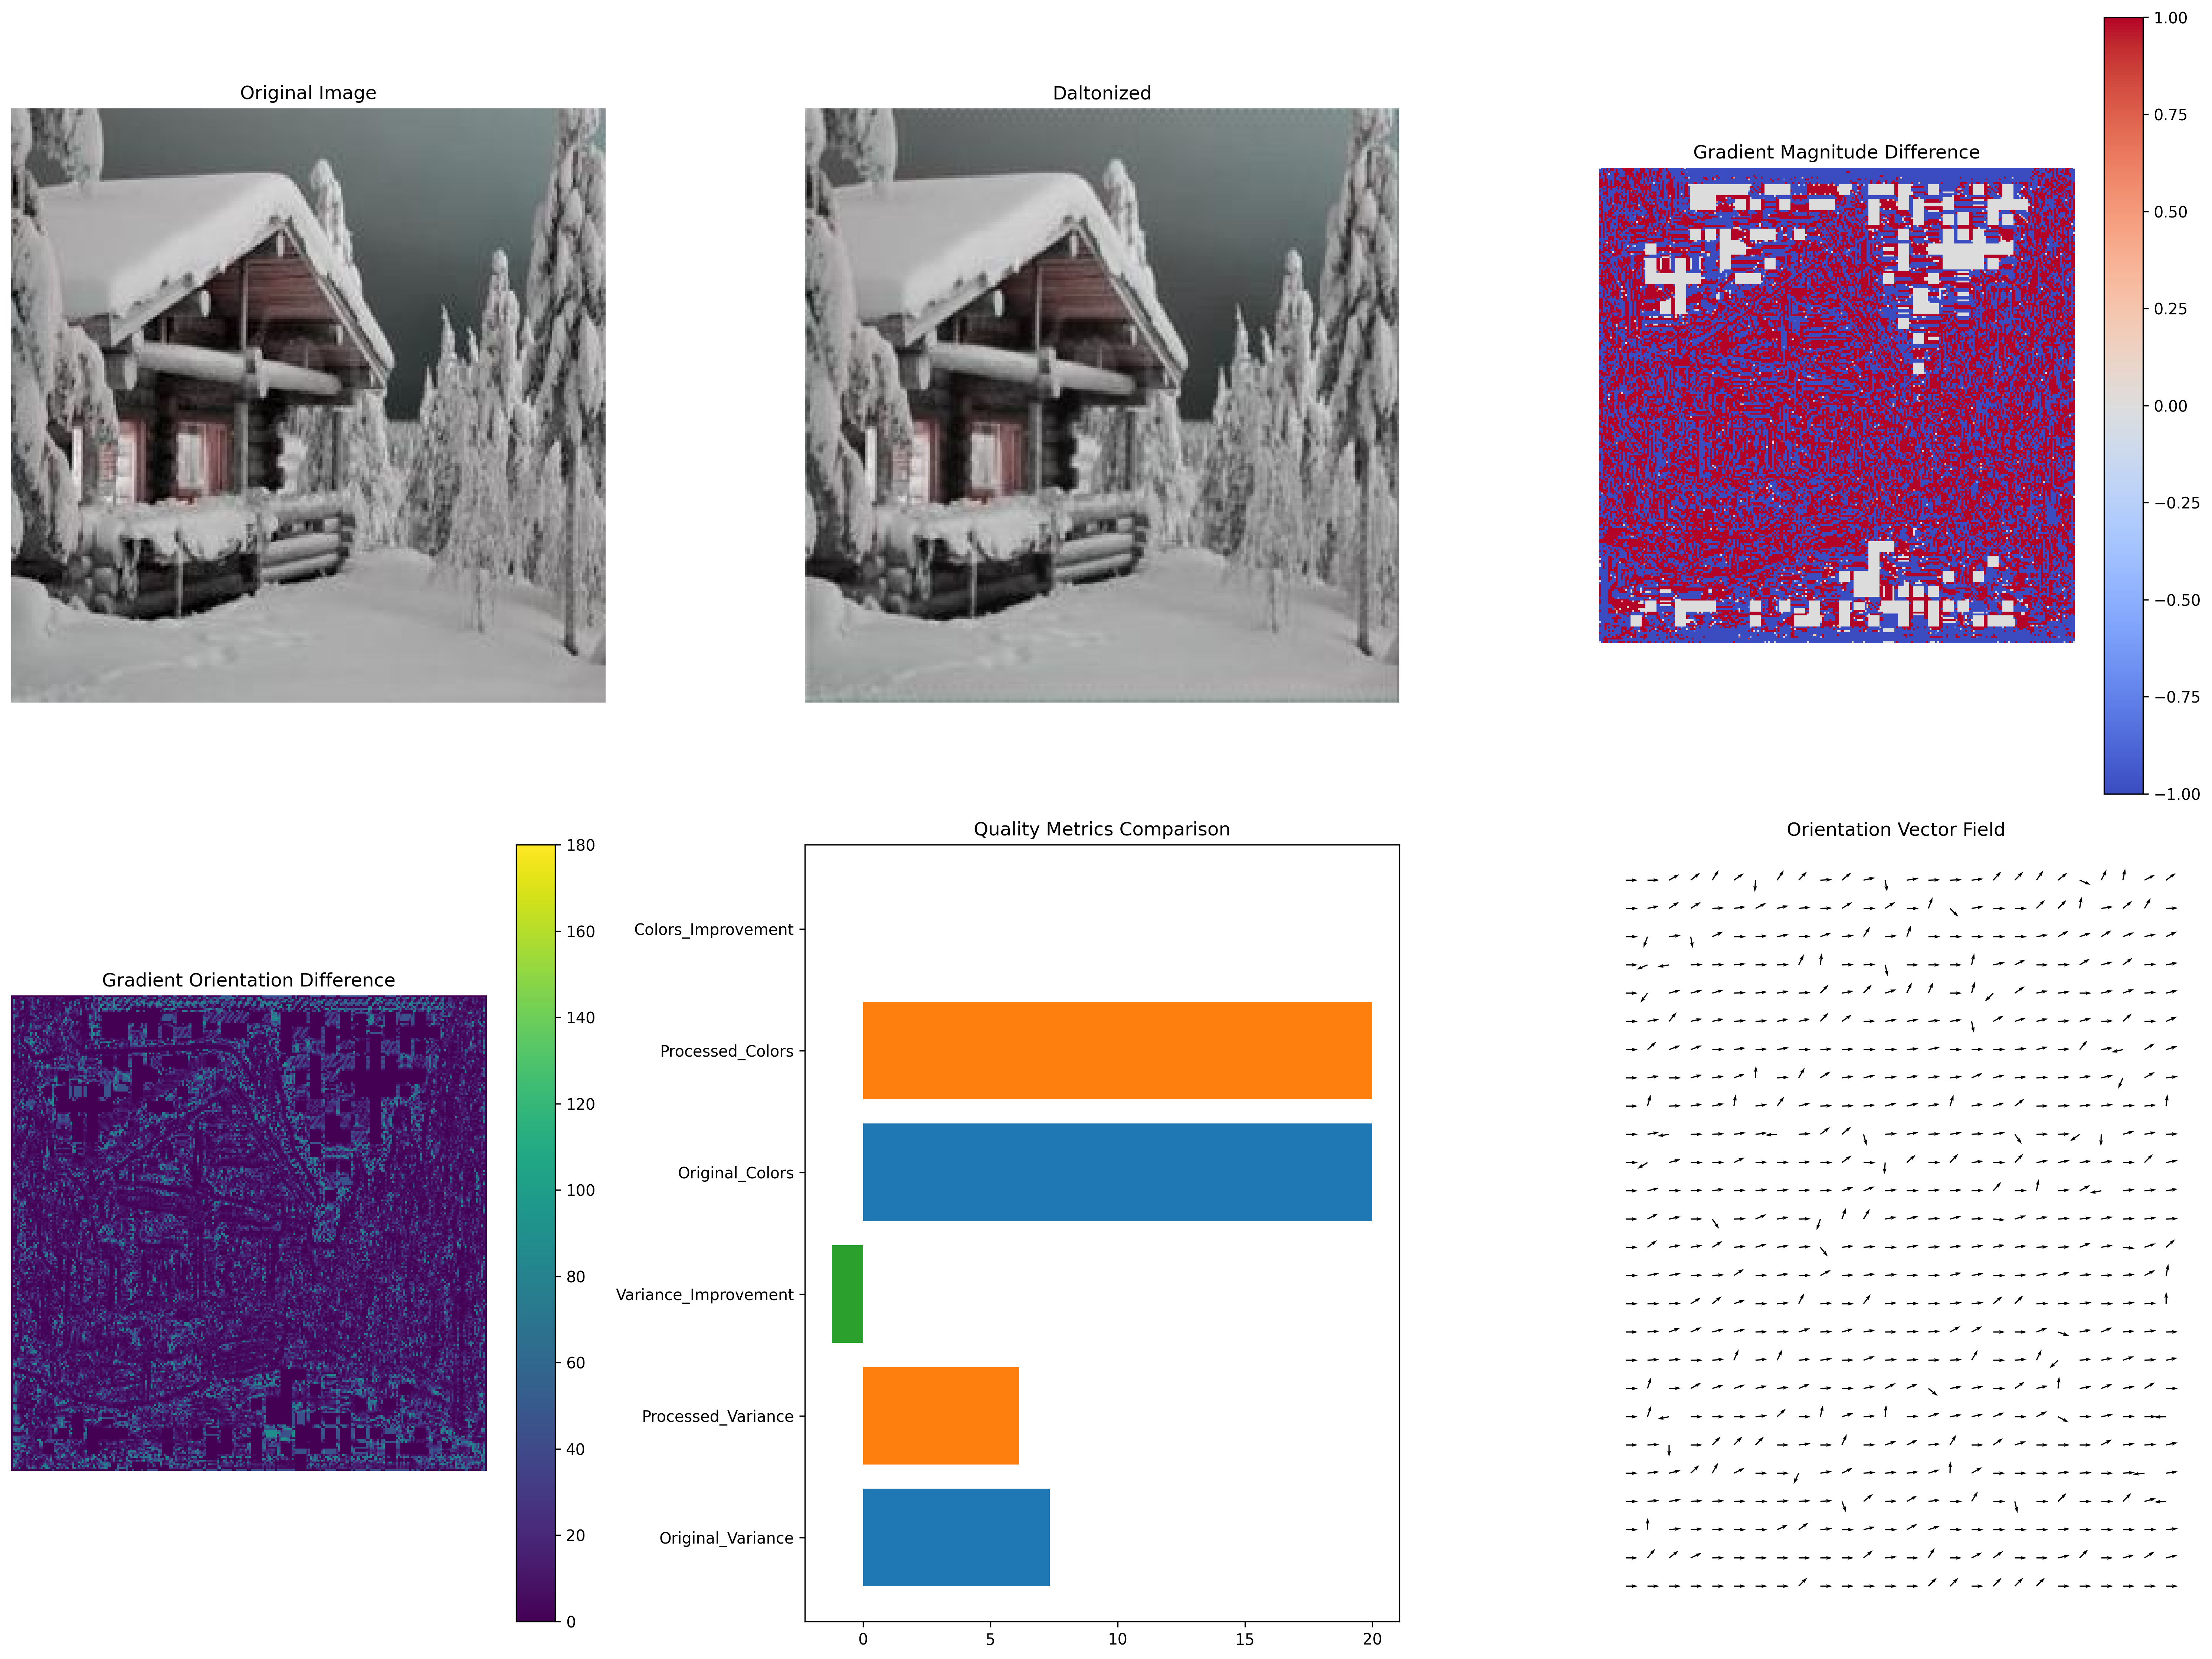 Original Image
Daltonized
Gradient Magnitude Difference
1.00
0.75
0.50
0.25
0.00
−0.25
−0.50
−0.75
−1.00
Gradient Orientation Difference
180
160
140
120
100
80
60
40
20
0
Quality Metrics Comparison
Colors_Improvement
Processed_Colors
Original_Colors
Variance_Improvement
Processed_Variance
Original_Variance
0 5 10 15 20
Orientation Vector Field